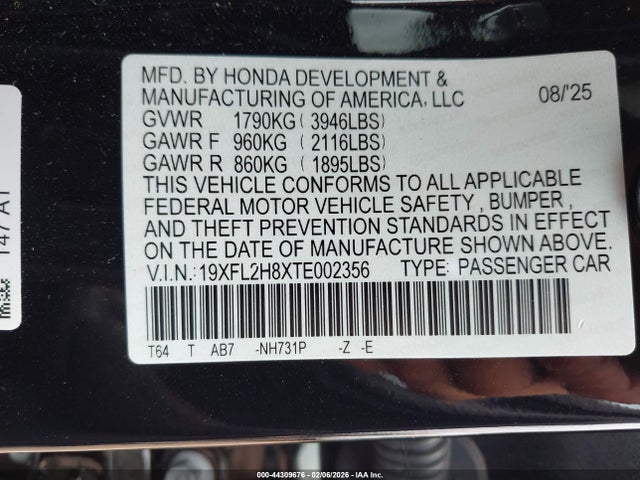 MFD. BY HONDA DEVELOPMENT &
MANUFACTURING OF AMERICA, LLC 08/'25
GVWR 1790KG ( 3946LBS)
GAWR F 960KG ( 2116LBS)
GAWR R 860KG ( 1895LBS)
THIS VEHICLE CONFORMS TO ALL APPLICABLE
FEDERAL MOTOR VEHICLE SAFETY , BUMPER ,
AND THEFT PREVENTION STANDARDS IN EFFECT
ON THE DATE OF MANUFACTURE SHOWN ABOVE.
V.I.N.:19XFL2H8XTE002356 TYPE: PASSENGER CAR
T64 T AB7 -NH731P -Z -E
147 A1
000-44309676 | 02/06/2026 | IAA Inc.